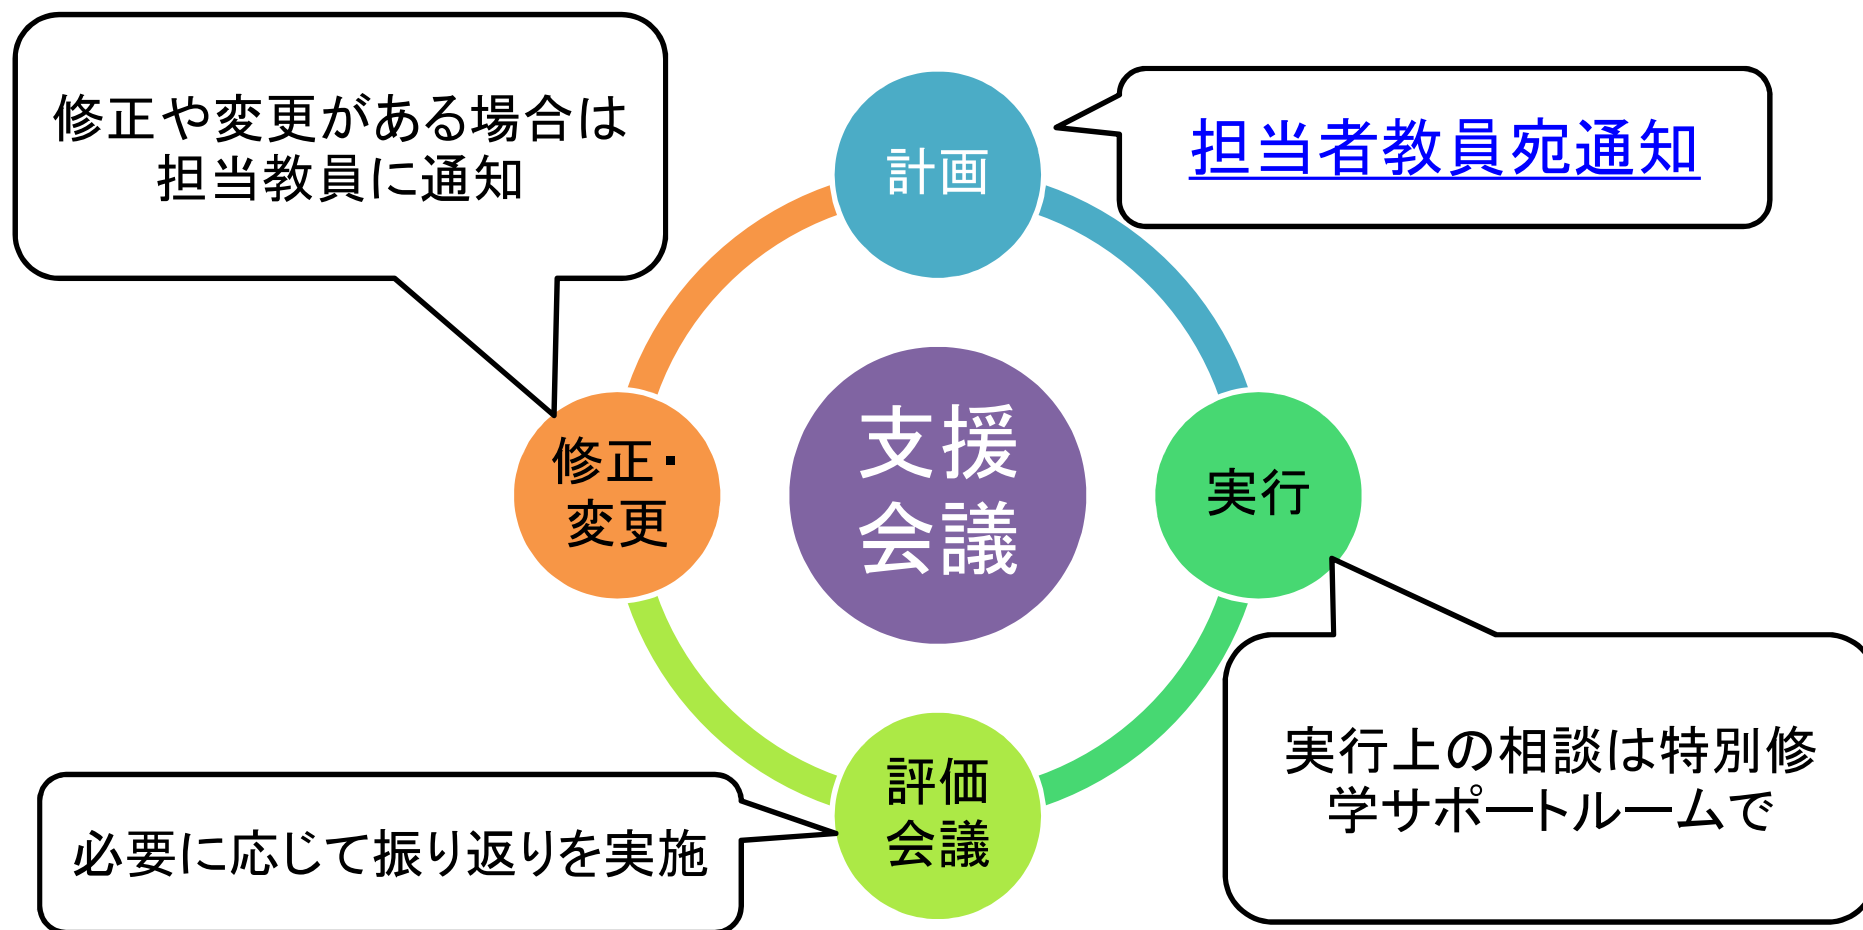 修正や変更がある場合は
担当教員に通知
計画
担当者教員宛通知
支援
会議
修正・
変更
実行
実行上の相談は特別修
学サポートルームで
評価
会議
必要に応じて振り返りを実施